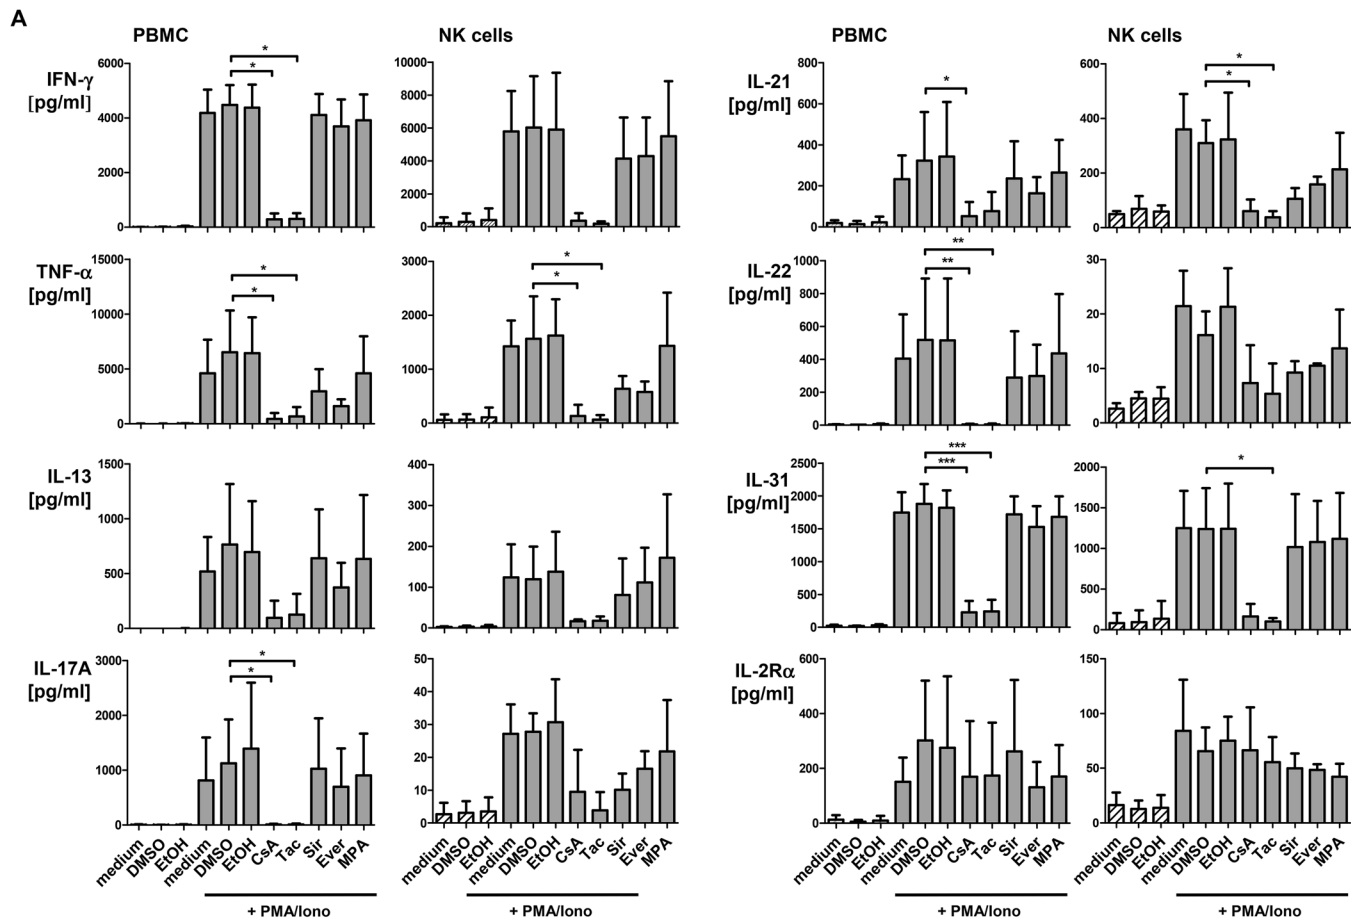 A
PBMC
NK cells
PBMC
NK cells
IFN-γ
[pg/ml]
6000
4000
2000
0
*
*
10000
8000
6000
4000
2000
0
IL-21
[pg/ml]
800
600
400
200
0
*
600
400
200
0
*
*
TNF-α
[pg/ml]
15000
10000
5000
0
*
*
3000
2000
1000
0
*
*
IL-22
[pg/ml]
1000
800
600
400
200
0
**
**
30
20
10
0
IL-13
[pg/ml]
1500
1000
500
0
400
300
200
100
0
IL-31
[pg/ml]
2500
2000
1500
1000
500
0
***
***
2000
1500
1000
500
0
*
IL-17A
[pg/ml]
3000
2000
1000
0
*
*
50
40
30
20
10
0
IL-2Rα
[pg/ml]
600
400
200
0
150
100
50
0
medium
DMSO
EtOH
medium
DMSO
EtOH
CsA
Tac
Sir
Ever
MPA
+ PMA/Iono
medium
DMSO
EtOH
medium
DMSO
EtOH
CsA
Tac
Sir
Ever
MPA
+ PMA/Iono
medium
DMSO
EtOH
medium
DMSO
EtOH
CsA
Tac
Sir
Ever
MPA
+ PMA/Iono
medium
DMSO
EtOH
medium
DMSO
EtOH
CsA
Tac
Sir
Ever
MPA
+ PMA/Iono